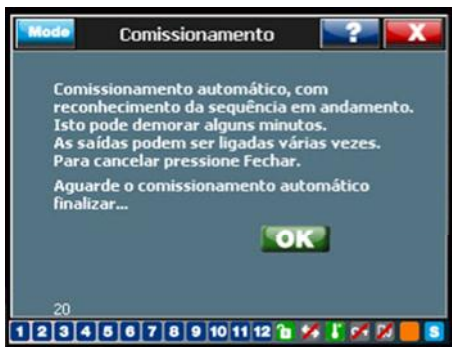 Mode Comissionamento ? X
Comissionamento automático, com
reconhecimento da sequência em andamento.
Isto pode demorar alguns minutos.
As saídas podem ser ligadas várias vezes.
Para cancelar pressione Fechar.
Aguarde o comissionamento automático
finalizar...
OK
20
1 2 3 4 5 6 7 8 9 10 11 12 S